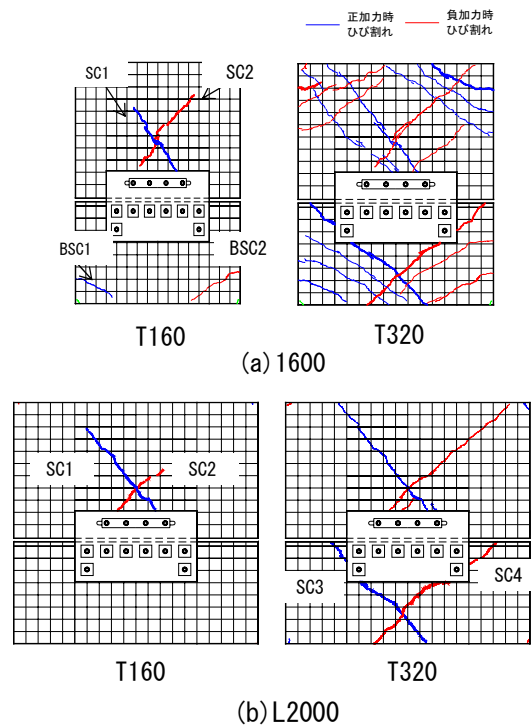 正加力時
ひび割れ
負加力時
ひび割れ
SC1
SC2
BSC1
BSC2
T160
T320
(a) 1600
SC1
SC2
SC3
SC4
T160
T320
(b) L2000